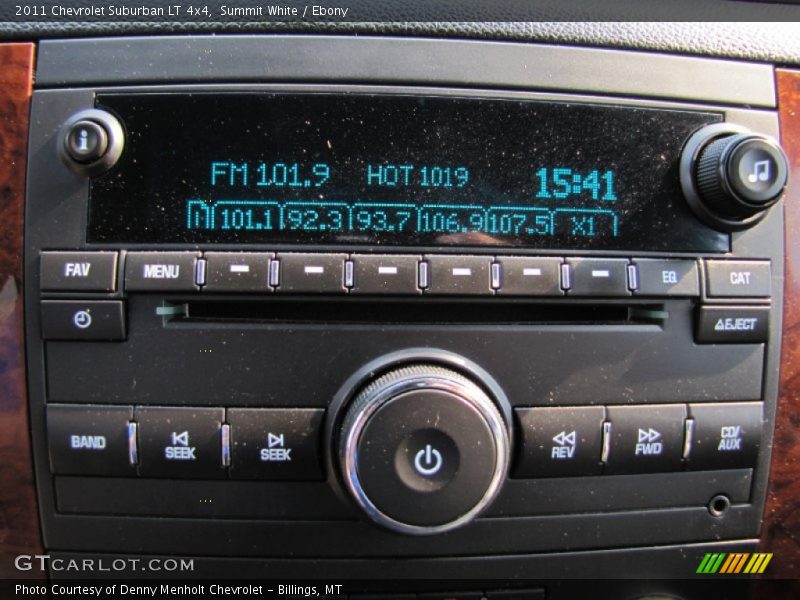 2011 Chevrolet Suburban LT 4x4, Summit White / Ebony
i
FM 101.9 HOT 1019 15:41
101.1 92.3 93.7 106.9 107.5 X1
FAV MENU EQ CAT
EJECT
BAND SEEK SEEK REV FWD CD/AUX
GTCARLOT.COM
Photo Courtesy of Denny Menholt Chevrolet - Billings, MT